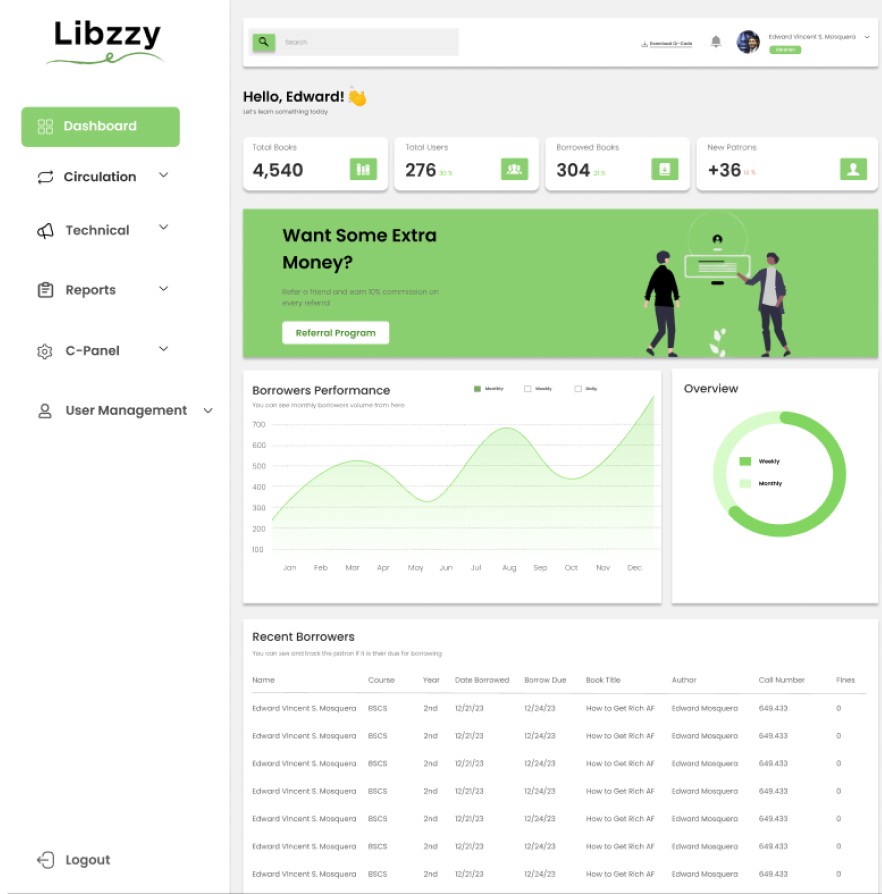 Libzzy
Dashboard
Circulation
Technical
Reports
C-Panel
User Management
Logout
Search
Download Q-Code
Edward Vincent S. Mosquera
Hello, Edward!
Let's learn something today
Total Books
4,540
Total Users
276 30 %
Borrowed Books
304 21 %
New Patrons
+36 14 %
Want Some Extra
Money?
Refer a friend and earn 10% commission on
every referral
Referral Program
Borrowers Performance
Monthly Weekly Daily
You can see monthly borrowers volume from here
700
600
500
400
300
200
100
Jan Feb Mar Apr May Jun Jul Aug Sep Oct Nov Dec
Overview
Weekly
Monthly
Recent Borrowers
You can see and track the patron if it is their due for borrowing
Name Course Year Date Borrowed Borrow Due Book Title Author Call Number Fines
Edward Vincent S. Mosquera BSCS 2nd 12/21/23 12/24/23 How to Get Rich AF Edward Mosquera 649.433 0
Edward Vincent S. Mosquera BSCS 2nd 12/21/23 12/24/23 How to Get Rich AF Edward Mosquera 649.433 0
Edward Vincent S. Mosquera BSCS 2nd 12/21/23 12/24/23 How to Get Rich AF Edward Mosquera 649.433 0
Edward Vincent S. Mosquera BSCS 2nd 12/21/23 12/24/23 How to Get Rich AF Edward Mosquera 649.433 0
Edward Vincent S. Mosquera BSCS 2nd 12/21/23 12/24/23 How to Get Rich AF Edward Mosquera 649.433 0
Edward Vincent S. Mosquera BSCS 2nd 12/21/23 12/24/23 How to Get Rich AF Edward Mosquera 649.433 0
Edward Vincent S. Mosquera BSCS 2nd 12/21/23 12/24/23 How to Get Rich AF Edward Mosquera 649.433 0